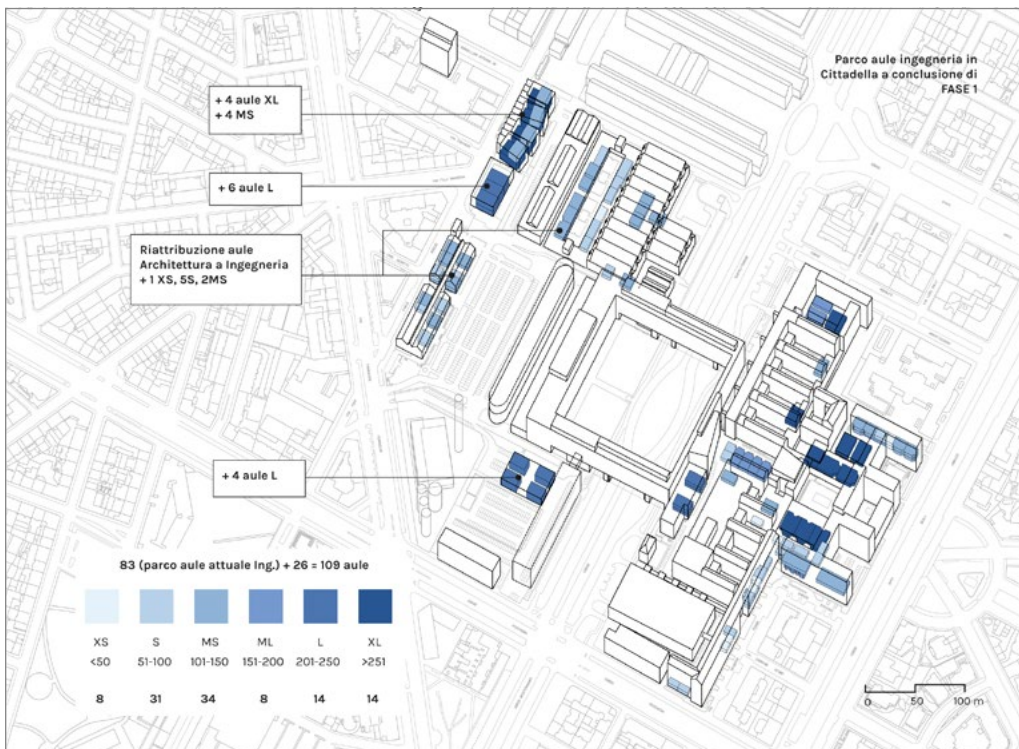 Parco aule ingegneria in
Cittadella a conclusione di
FASE 1
+ 4 aule XL
+ 4 MS
+ 6 aule L
Riattribuzione aule
Architettura a Ingegneria
+ 1 XS, 5S, 2MS
+ 4 aule L
83 (parco aule attuale Ing.) + 26 = 109 aule
XS S MS ML L XL
<50 51-100 101-150 151-200 201-250 >251
8 31 34 8 14 14
0 50 100 m